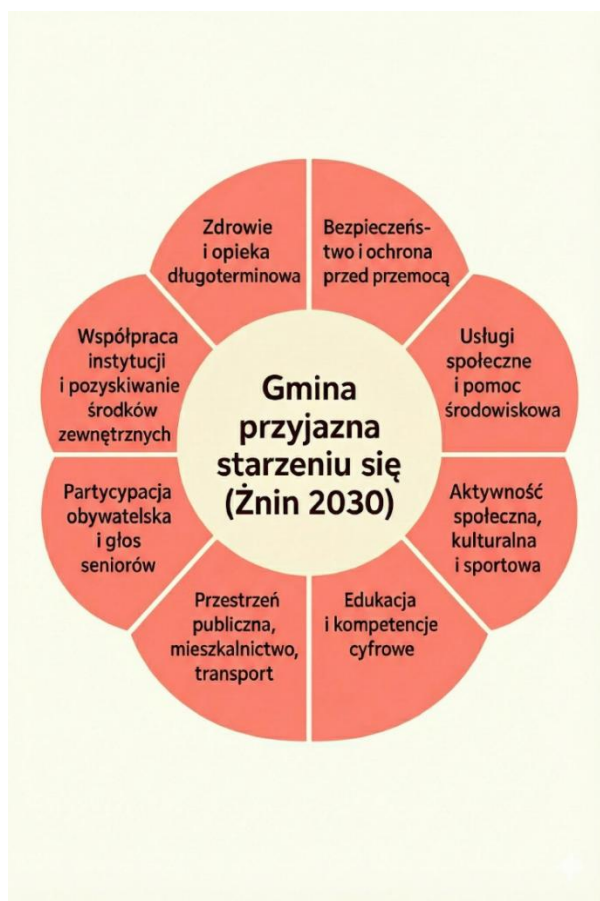 Gmina
przyjazna
starzeniu się
(Żnin 2030)
Zdrowie
i opieka
długoterminowa
Bezpieczeńs-
two i ochrona
przed przemocą
Usługi
społeczne
i pomoc
środowiskowa
Aktywność
społeczna,
kulturalna
i sportowa
Edukacja
i kompetencje
cyfrowe
Przestrzeń
publiczna,
mieszkalnictwo,
transport
Partycypacja
obywatelska
i głos
seniorów
Współpraca
instytucji
i pozyskiwanie
środków
zewnętrznych